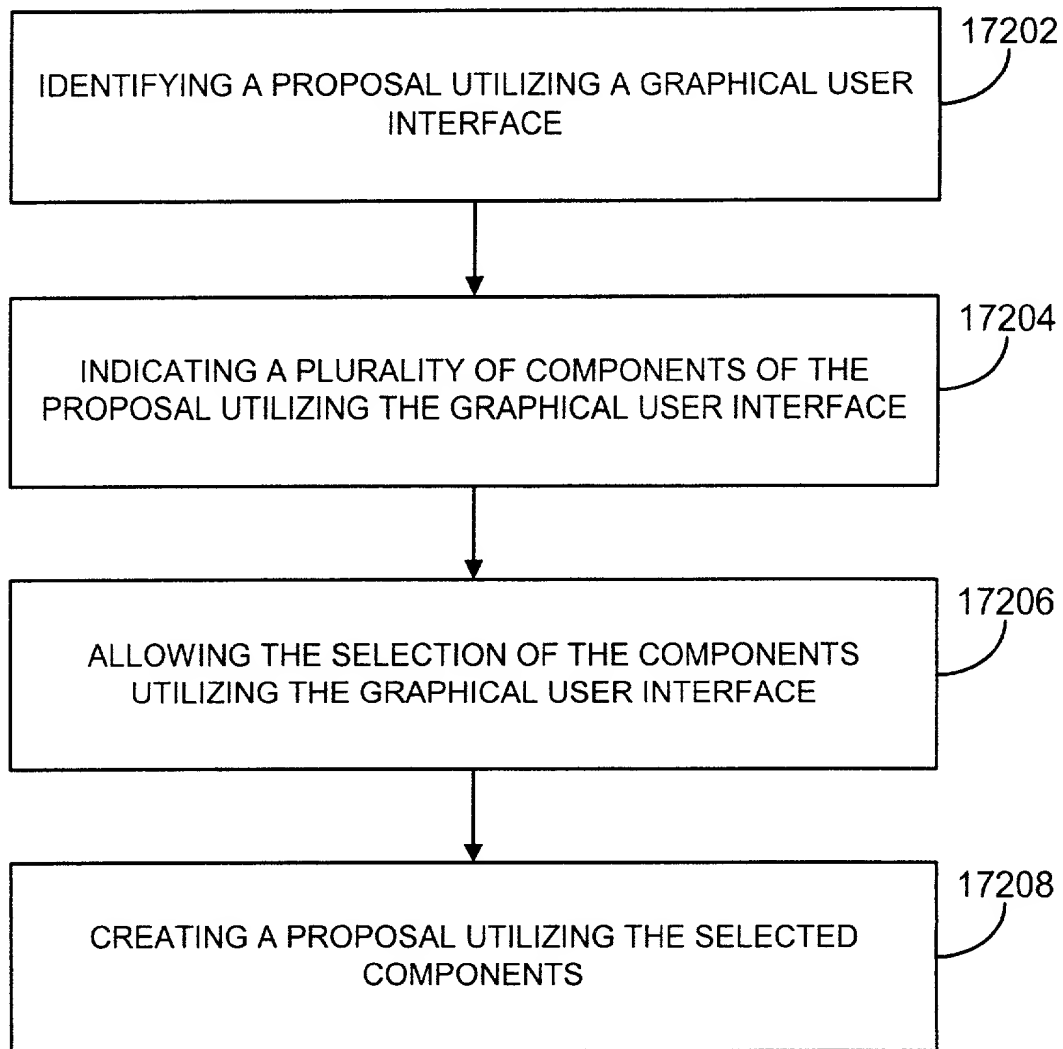 17202
IDENTIFYING A PROPOSAL UTILIZING A GRAPHICAL USER
INTERFACE
17204
INDICATING A PLURALITY OF COMPONENTS OF THE
PROPOSAL UTILIZING THE GRAPHICAL USER INTERFACE
17206
ALLOWING THE SELECTION OF THE COMPONENTS
UTILIZING THE GRAPHICAL USER INTERFACE
17208
CREATING A PROPOSAL UTILIZING THE SELECTED
COMPONENTS